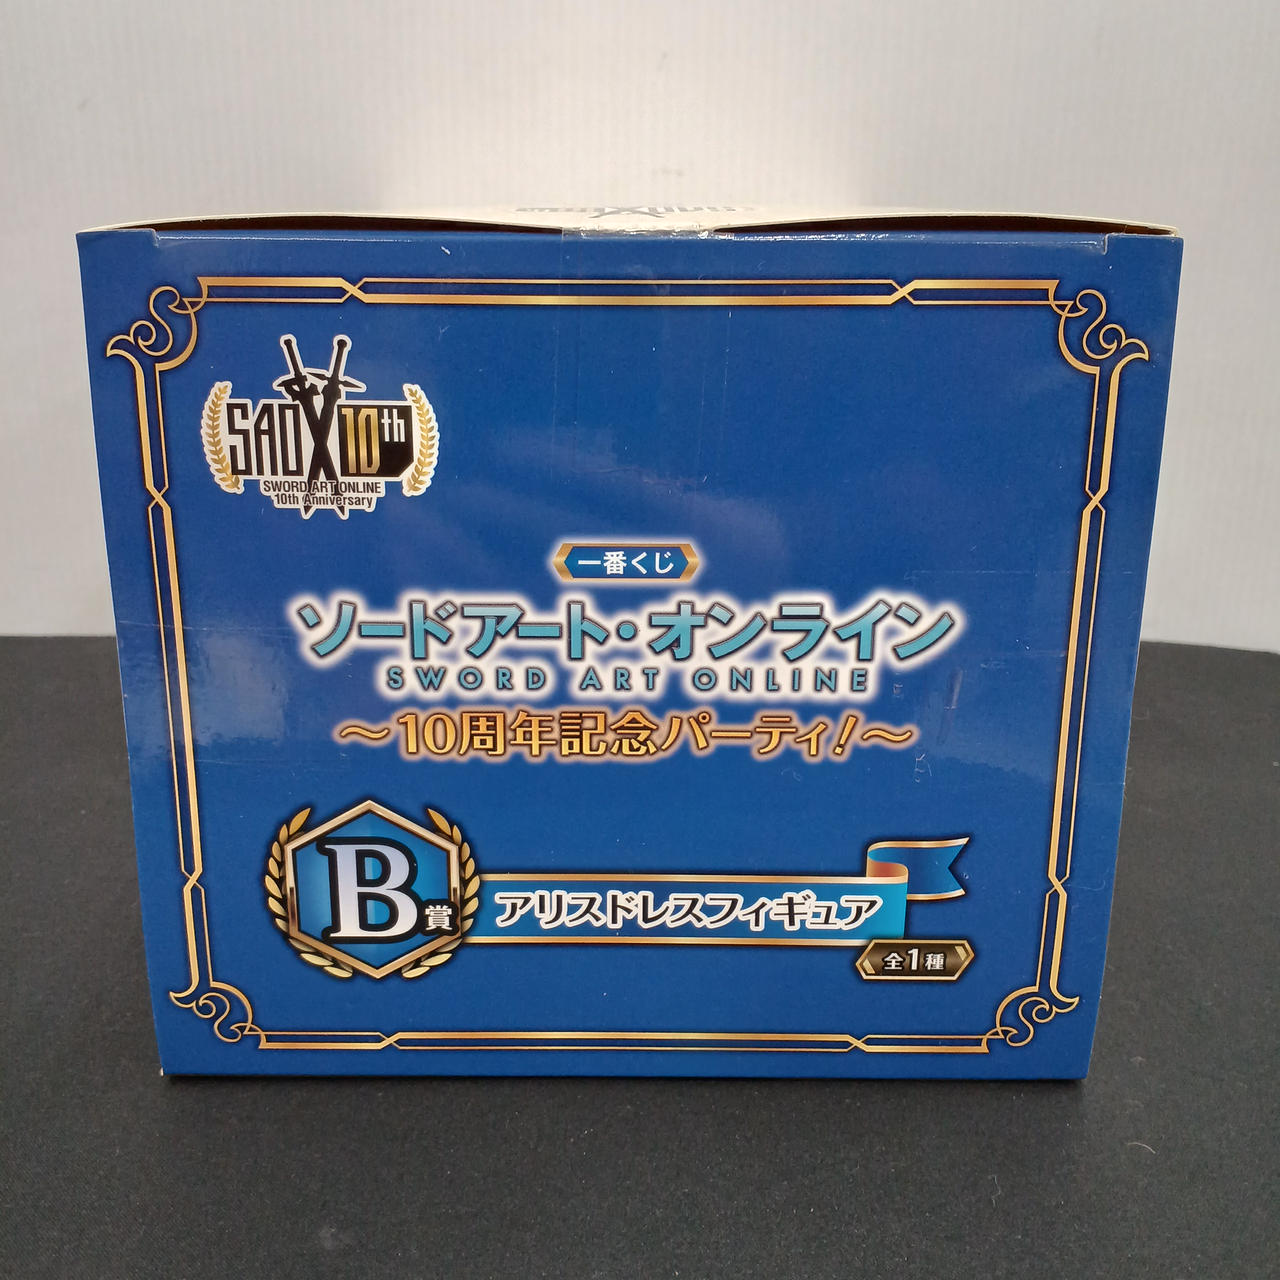 SAO 10th
SWORD ART ONLINE
10th Anniversary
一番くじ
ソードアート・オンライン
SWORD ART ONLINE
～10周年記念パーティ!～
B賞
アリスドレスフィギュア
全1種